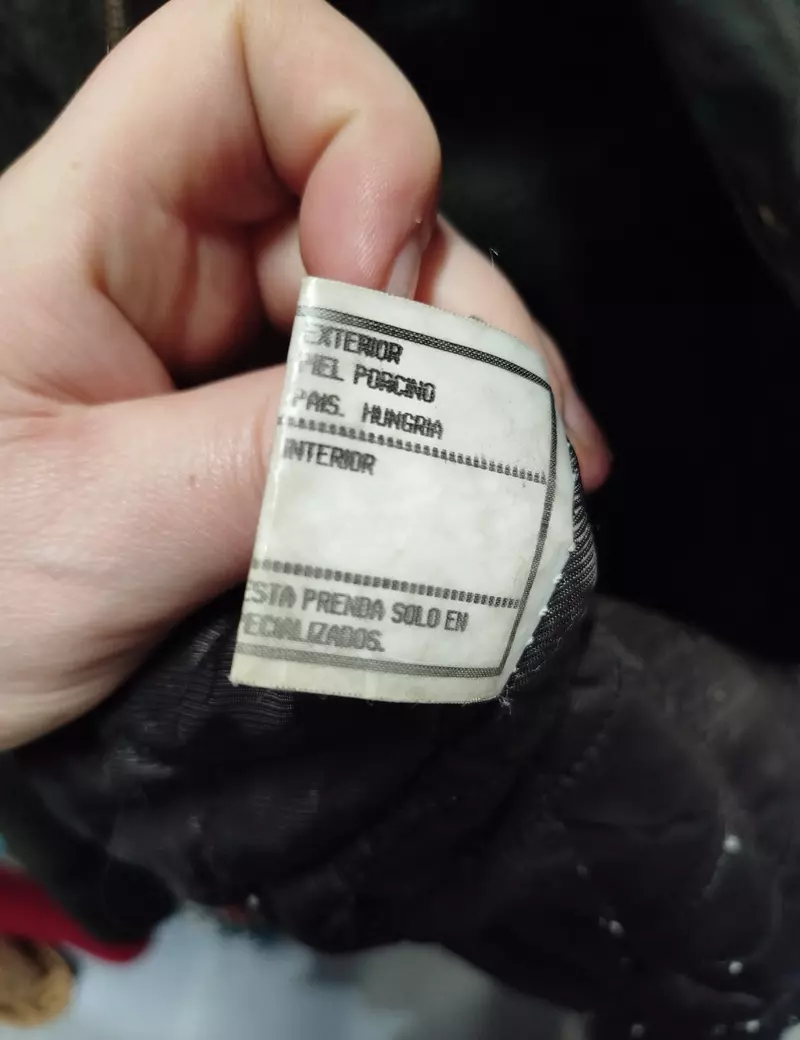 EXTERIOR
PIEL PORCINO
PAIS. HUNGRIA
INTERIOR
ESTA PRENDA SOLO EN
PECIALIZADOS.